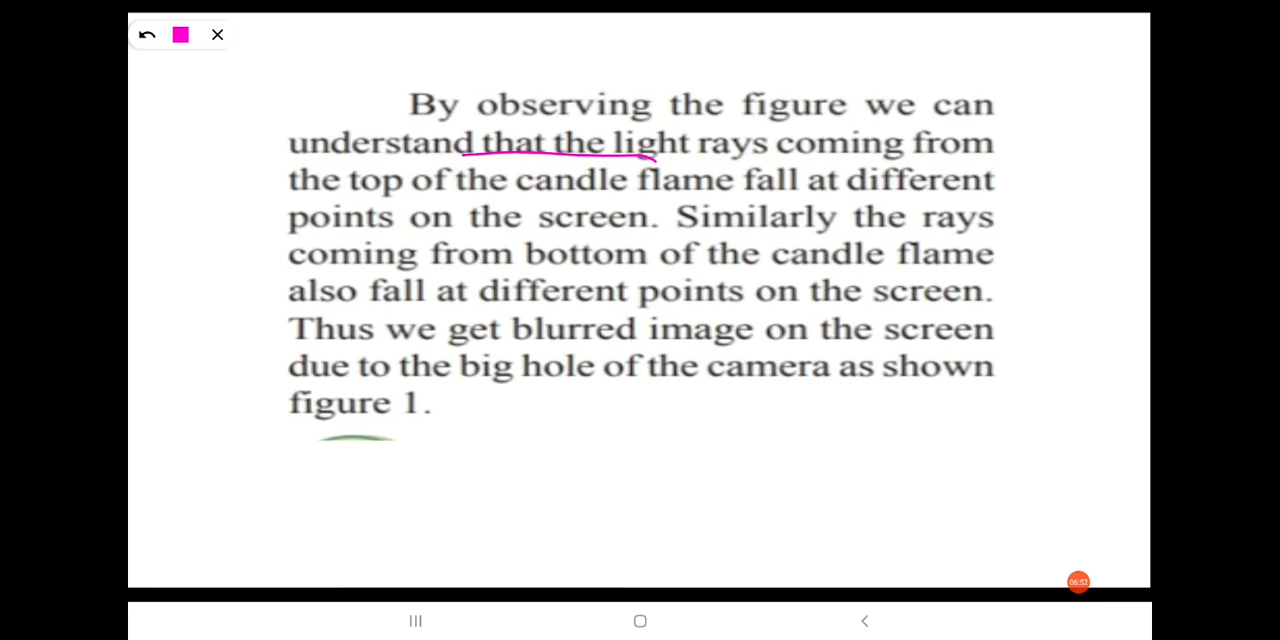 By observing the figure we can
understand that the light rays coming from
the top of the candle flame fall at different
points on the screen. Similarly the rays
coming from bottom of the candle flame
also fall at different points on the screen.
Thus we get blurred image on the screen
due to the big hole of the camera as shown
figure 1.
06:52